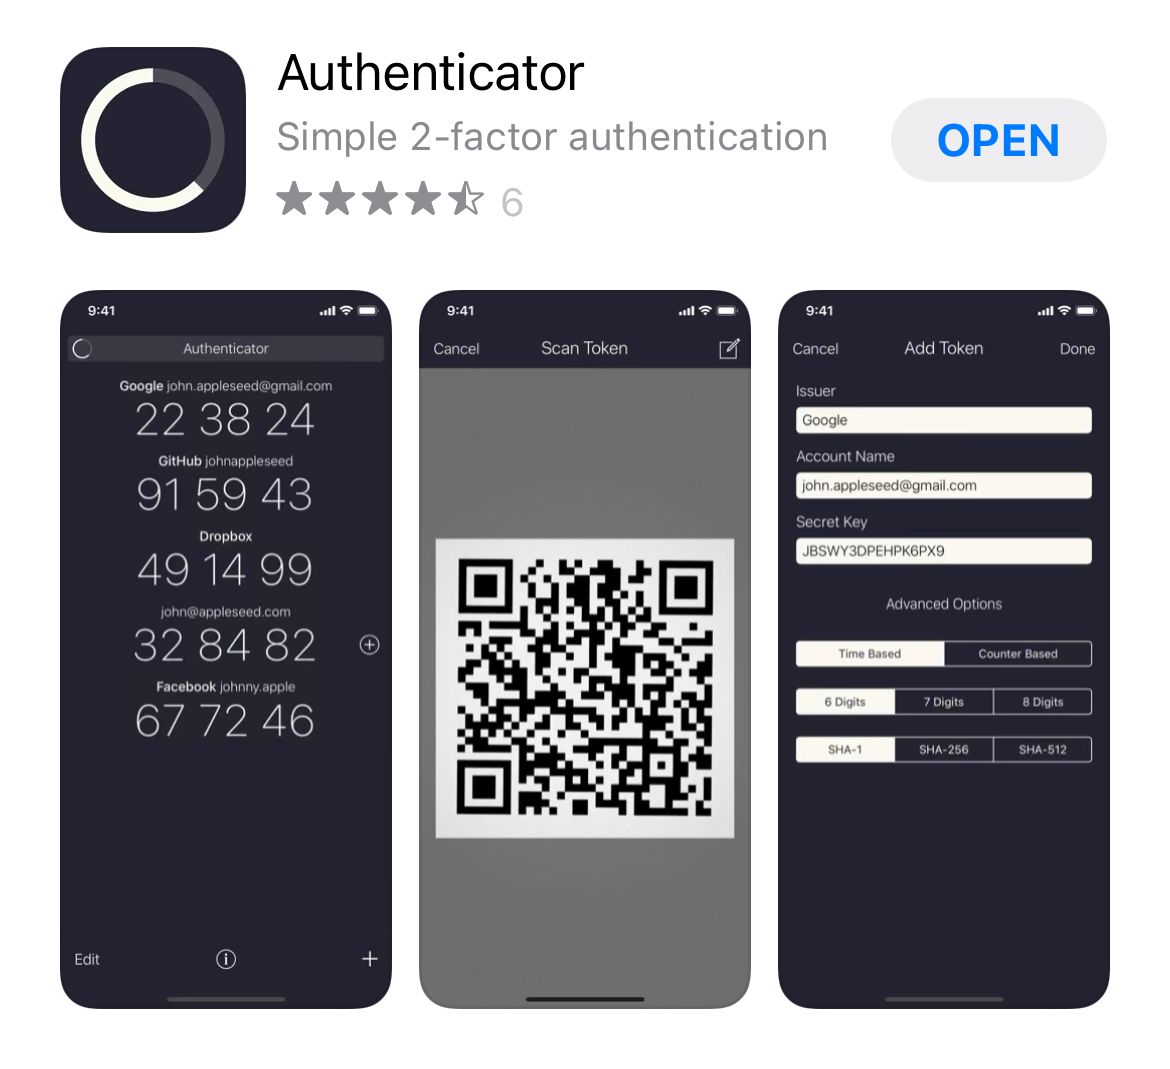 Authenticator
Simple 2-factor authentication
OPEN
6
9:41
Authenticator
Google john.appleseed@gmail.com
22 38 24
GitHub johnappleseed
91 59 43
Dropbox
49 14 99
john@appleseed.com
32 84 82
Facebook johnny.apple
67 72 46
Edit
9:41
Cancel Scan Token
9:41
Cancel Add Token Done
Issuer
Google
Account Name
john.appleseed@gmail.com
Secret Key
JBSWY3DPEHPK6PX9
Advanced Options
Time Based Counter Based
6 Digits 7 Digits 8 Digits
SHA-1 SHA-256 SHA-512